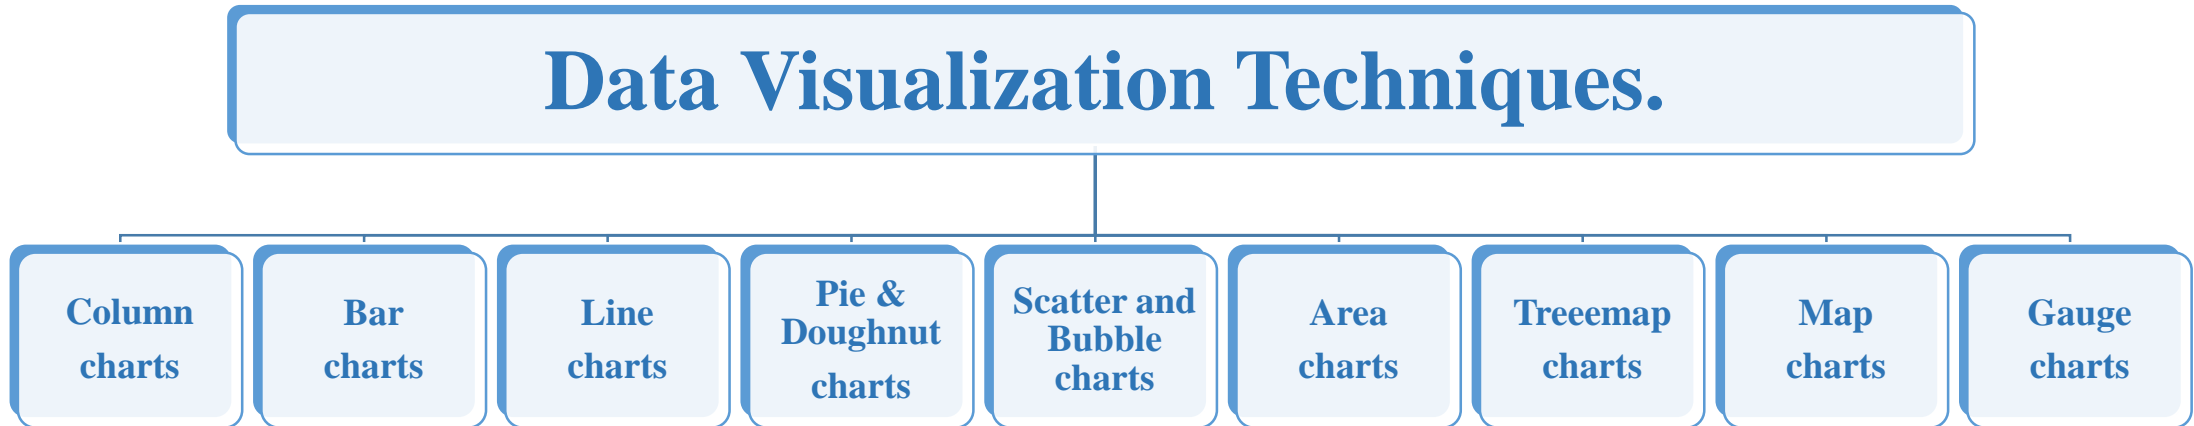 Data Visualization Techniques.
Column
charts
Bar
charts
Line
charts
Pie &
Doughnut
charts
Scatter and
Bubble
charts
Area
charts
Treeemap
charts
Map
charts
Gauge
charts